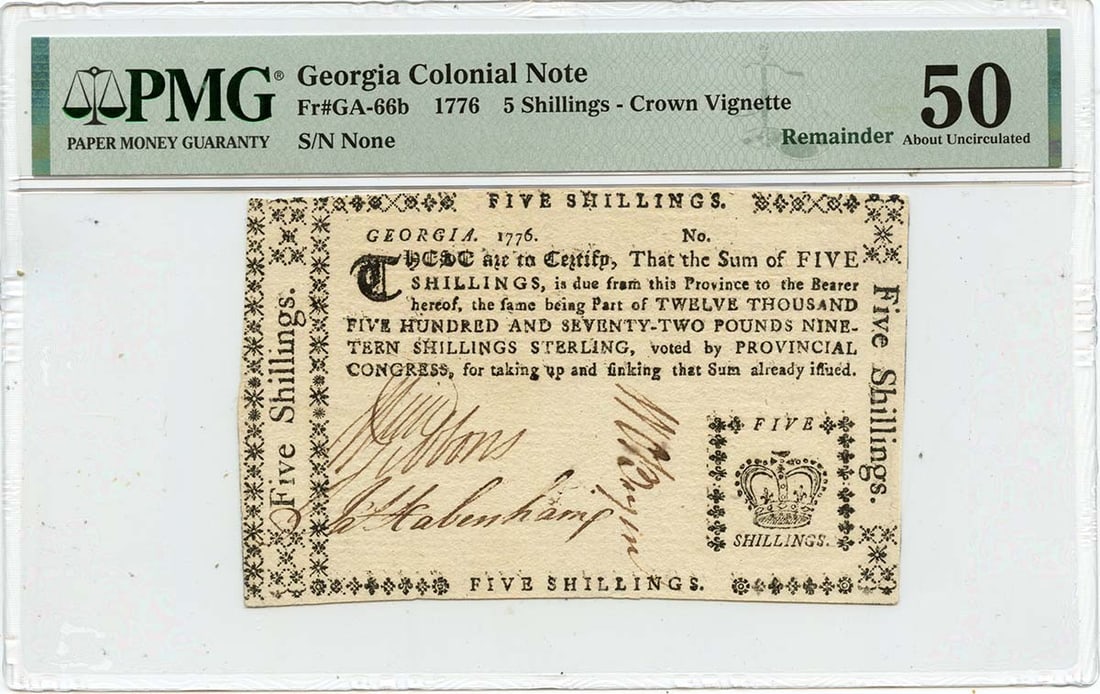 PMG®
PAPER MONEY GUARANTY
Georgia Colonial Note
Fr#GA-66b 1776 5 Shillings - Crown Vignette
S/N None
Remainder
50
About Uncirculated
FIVE SHILLINGS.
GEORGIA. 1776. No.
THESE are to Certify, That the Sum of FIVE
SHILLINGS, is due from this Province to the Bearer
hereof, the ſame being Part of TWELVE THOUSAND
FIVE HUNDRED AND SEVENTY-TWO POUNDS NINE-
TEEN SHILLINGS STERLING, voted by PROVINCIAL
CONGRESS, for taking up and ſinking that Sum already iſſued.
Five Shillings.
Five Shillings.
Wm Gibbons
Jas Habersham
FIVE
SHILLINGS.
FIVE SHILLINGS.